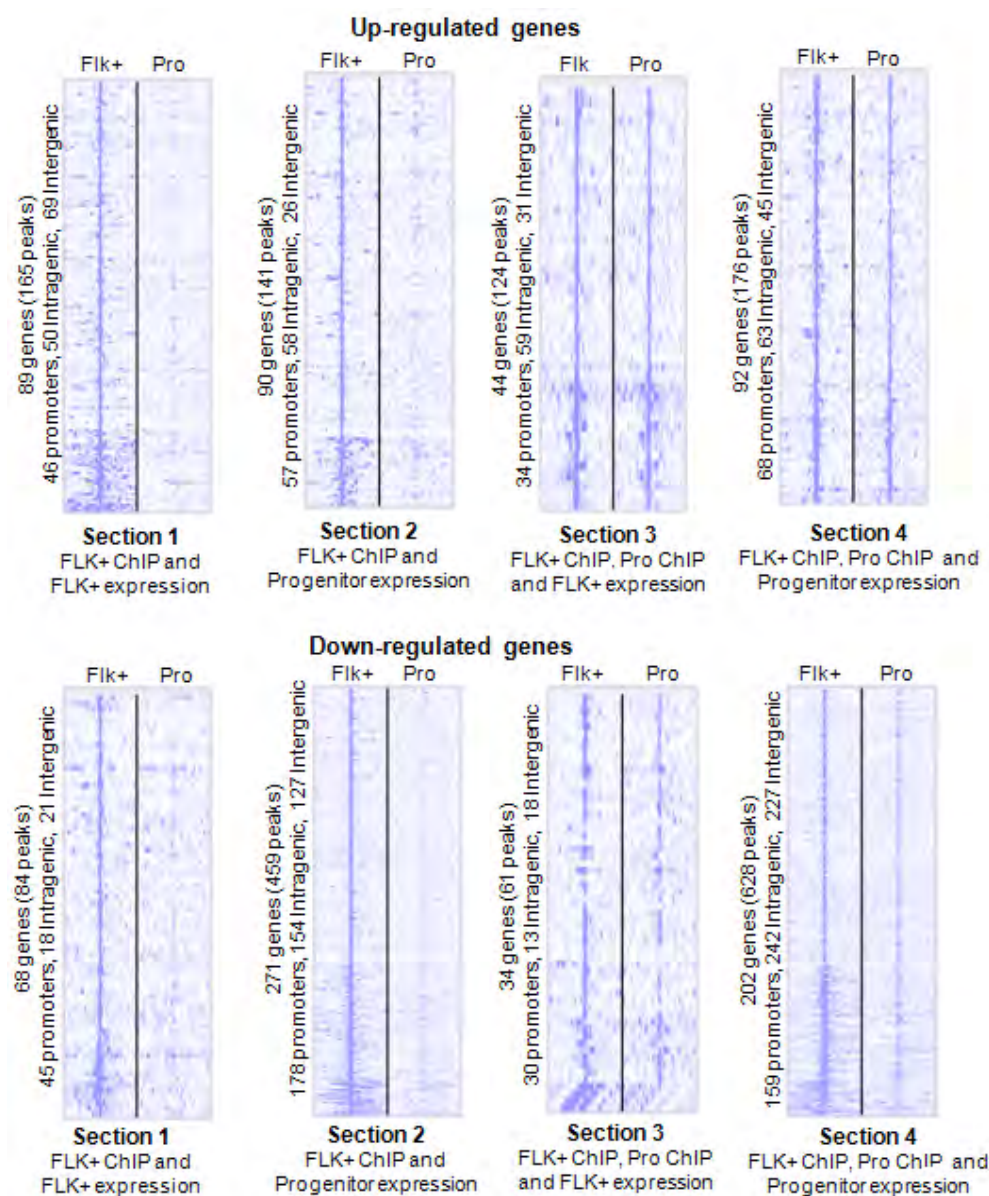 Up-regulated genes
Flk+ Pro
89 genes (165 peaks)
46 promoters, 50 Intragenic, 69 Intergenic
Section 1
FLK+ ChIP and
FLK+ expression
Flk+ Pro
90 genes (141 peaks)
57 promoters, 58 Intragenic, 26 Intergenic
Section 2
FLK+ ChIP and
Progenitor expression
Flk Pro
44 genes (124 peaks)
34 promoters, 59 Intragenic, 31 Intergenic
Section 3
FLK+ ChIP, Pro ChIP
and FLK+ expression
Flk+ Pro
92 genes (176 peaks)
68 promoters, 63 Intragenic, 45 Intergenic
Section 4
FLK+ ChIP, Pro ChIP and
Progenitor expression
Down-regulated genes
Flk+ Pro
68 genes (84 peaks)
45 promoters, 18 Intragenic, 21 Intergenic
Section 1
FLK+ ChIP and
FLK+ expression
Flk+ Pro
271 genes (459 peaks)
178 promoters, 154 Intragenic, 127 Intergenic
Section 2
FLK+ ChIP and
Progenitor expression
Flk+ Pro
34 genes (61 peaks)
30 promoters, 13 Intragenic, 18 Intergenic
Section 3
FLK+ ChIP, Pro ChIP
and FLK+ expression
Flk+ Pro
202 genes (628 peaks)
159 promoters, 242 Intragenic, 227 Intergenic
Section 4
FLK+ ChIP, Pro ChIP and
Progenitor expression